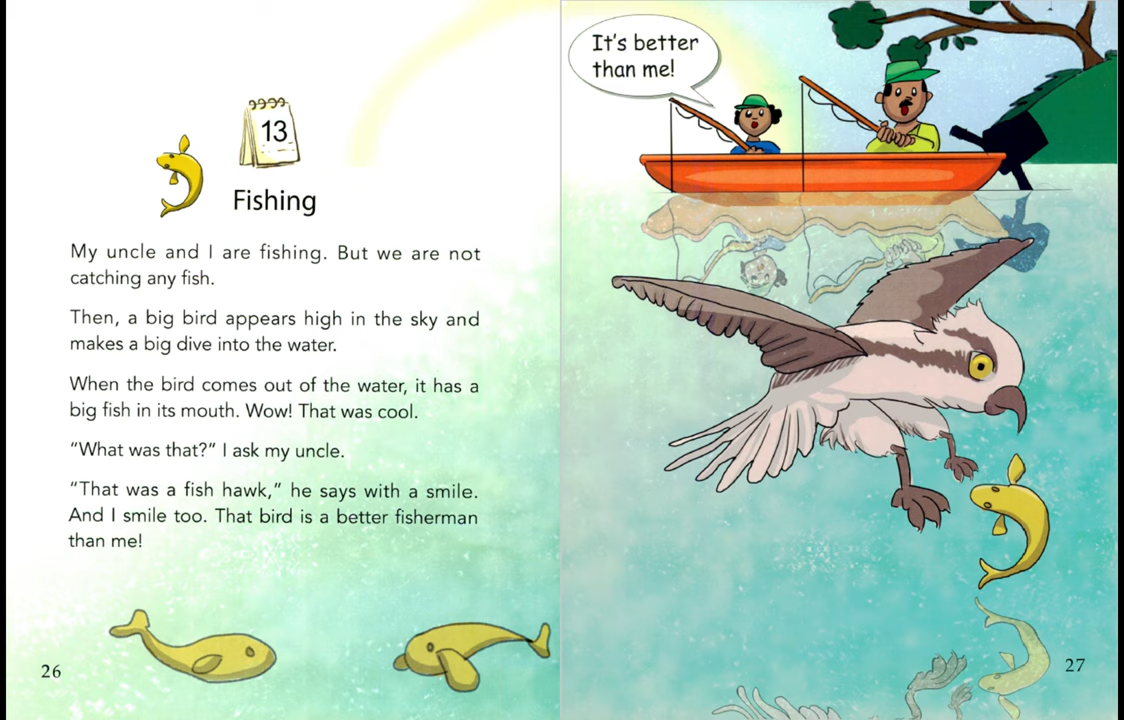 13
Fishing
My uncle and I are fishing. But we are not
catching any fish.
Then, a big bird appears high in the sky and
makes a big dive into the water.
When the bird comes out of the water, it has a
big fish in its mouth. Wow! That was cool.
“What was that?” I ask my uncle.
“That was a fish hawk,” he says with a smile.
And I smile too. That bird is a better fisherman
than me!
26
It's better
than me!
27